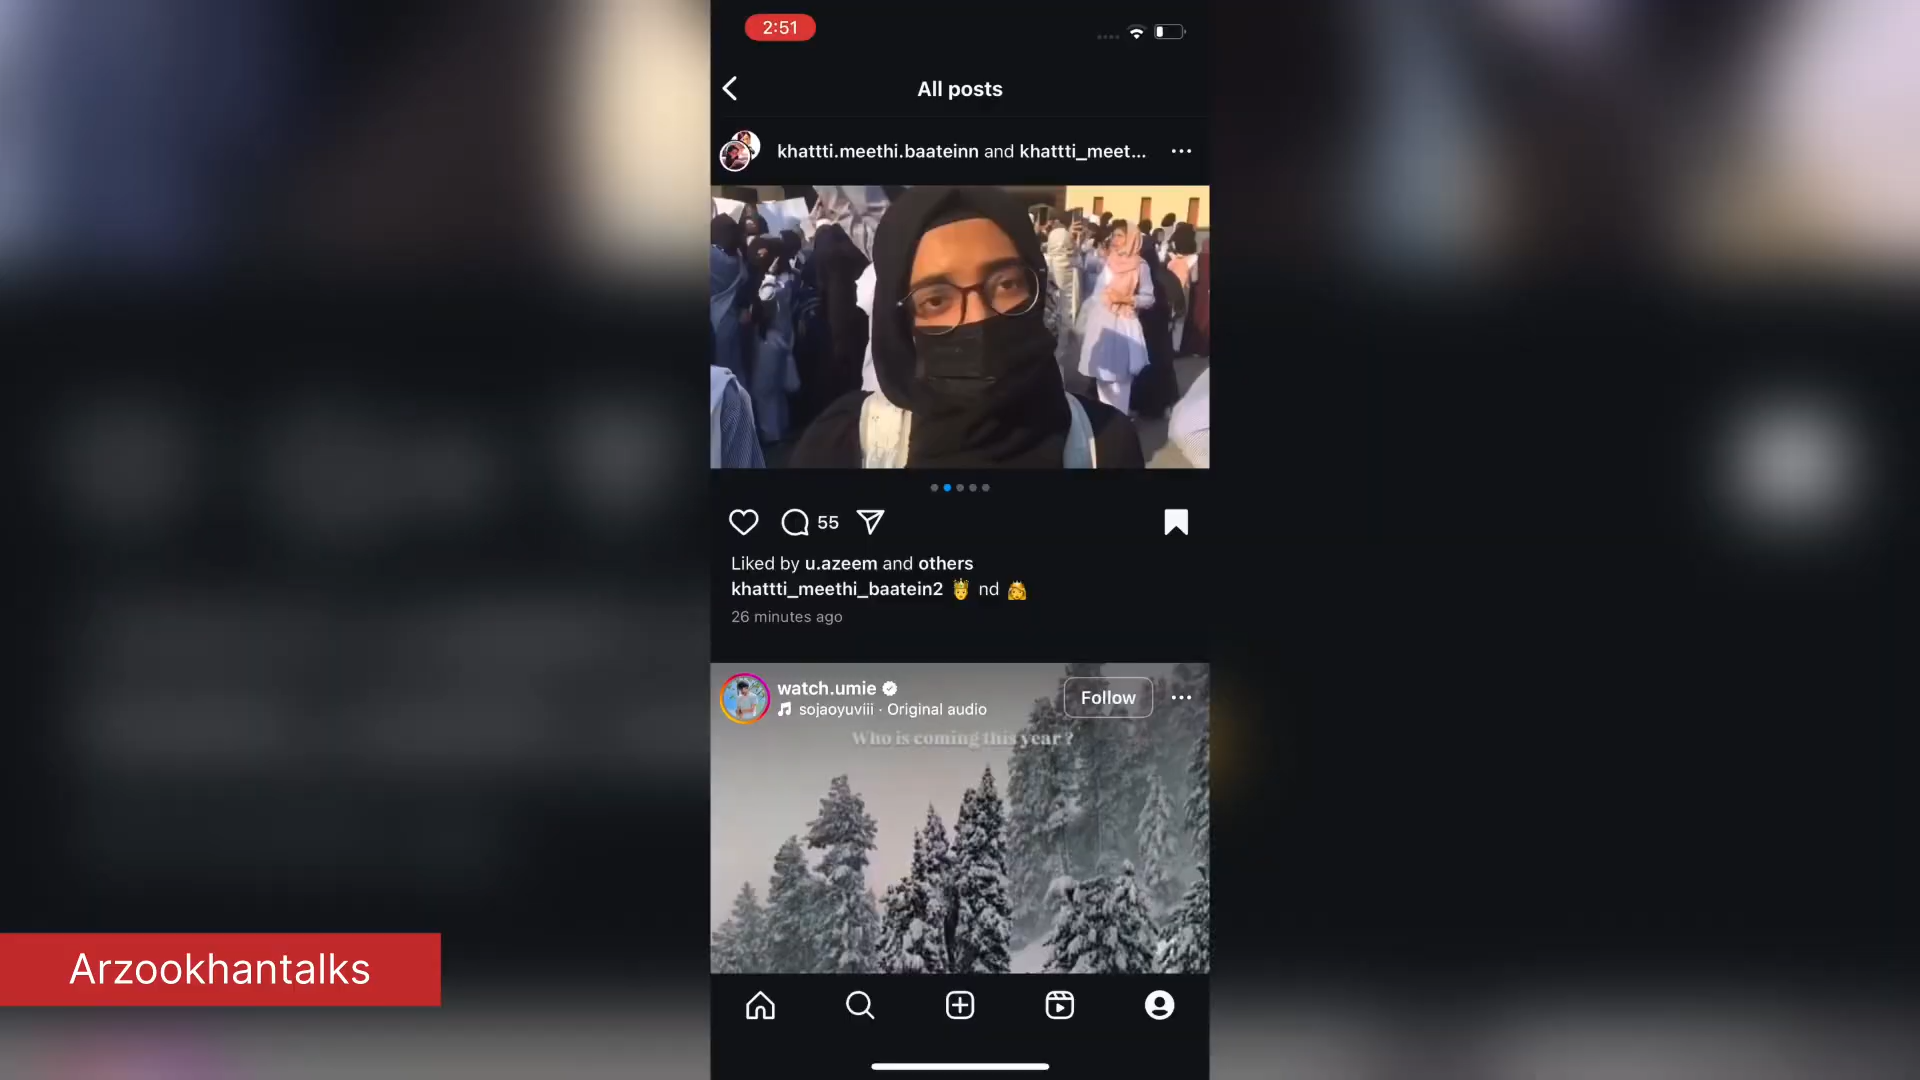 2:51
All posts
khattti.meethi.baateinn and khattti_meet...
55
Liked by u.azeem and others
khattti_meethi_baatein2 🤴 nd 👸
26 minutes ago
watch.umie
sojaoyuviii · Original audio
Follow
Who is coming this year ?
Arzookhantalks